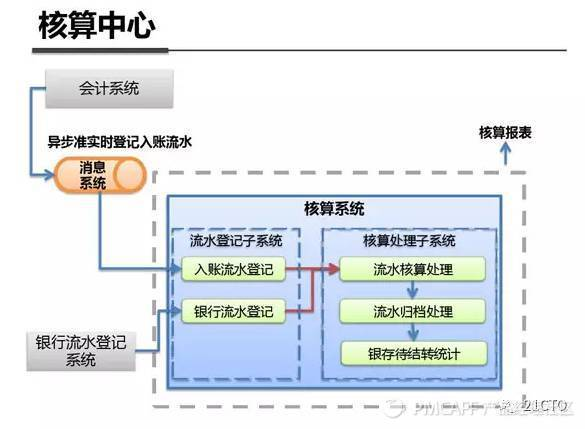 核算中心
会计系统
异步准实时登记入账流水
核算报表
消息
系统
核算系统
流水登记子系统
核算处理子系统
入账流水登记
流水核算处理
银行流水登记
流水归档处理
银行流水登记
系统
银存待结转统计
21CTO